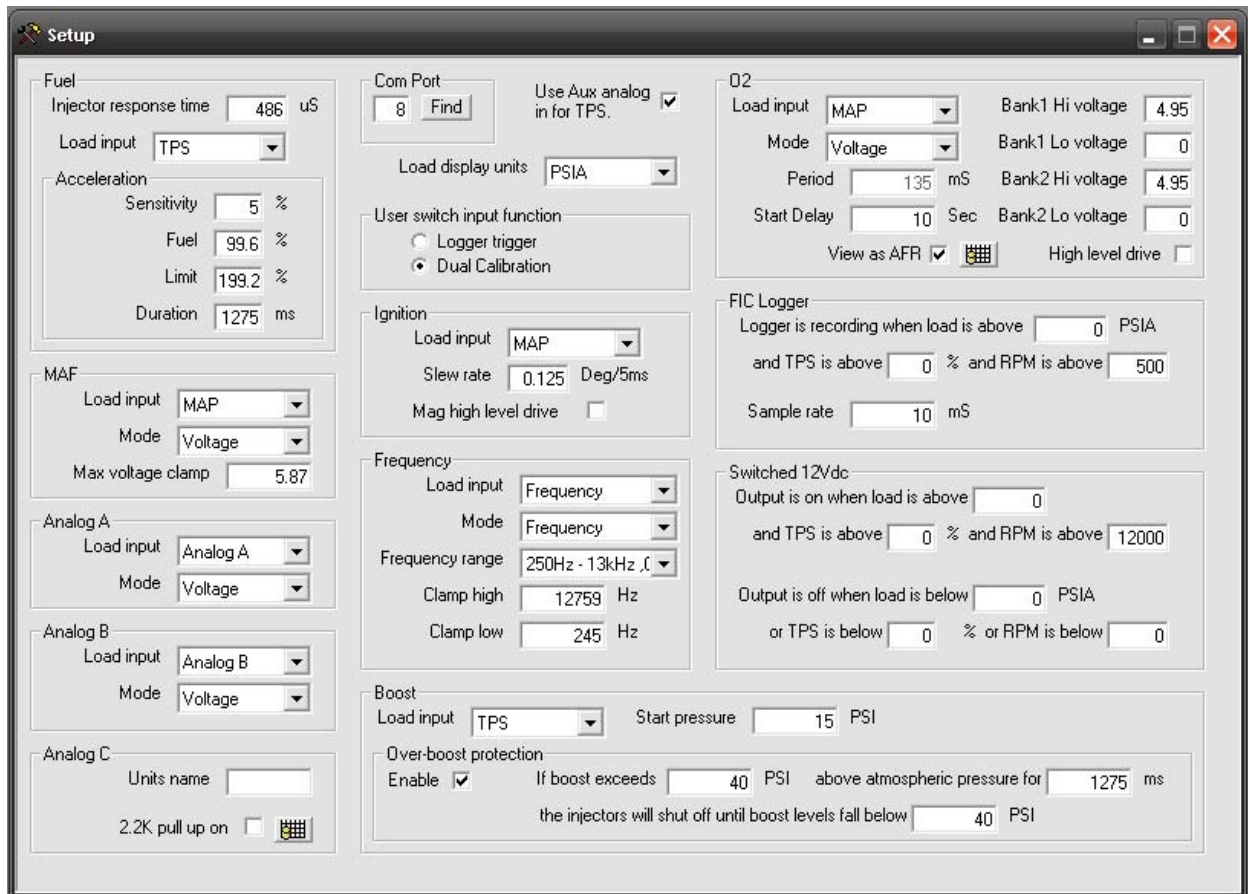 Setup
Fuel
Injector response time 486 uS
Load input TPS
Acceleration
Sensitivity 5 %
Fuel 99.6 %
Limit 199.2 %
Duration 1275 ms
MAF
Load input MAP
Mode Voltage
Max voltage clamp 5.87
Analog A
Load input Analog A
Mode Voltage
Analog B
Load input Analog B
Mode Voltage
Analog C
Units name
2.2K pull up on
Com Port
8 Find
Use Aux analog
in for TPS.
Load display units PSIA
User switch input function
Logger trigger
Dual Calibration
Ignition
Load input MAP
Slew rate 0.125 Deg/5ms
Mag high level drive
Frequency
Load input Frequency
Mode Frequency
Frequency range 250Hz - 13kHz ,0
Clamp high 12759 Hz
Clamp low 245 Hz
O2
Load input MAP Bank1 Hi voltage 4.95
Mode Voltage Bank1 Lo voltage 0
Period 135 mS Bank2 Hi voltage 4.95
Start Delay 10 Sec Bank2 Lo voltage 0
View as AFR High level drive
FIC Logger
Logger is recording when load is above 0 PSIA
and TPS is above 0 % and RPM is above 500
Sample rate 10 mS
Switched 12Vdc
Output is on when load is above 0
and TPS is above 0 % and RPM is above 12000
Output is off when load is below 0 PSIA
or TPS is below 0 % or RPM is below 0
Boost
Load input TPS Start pressure 15 PSI
Over-boost protection
Enable If boost exceeds 40 PSI above atmospheric pressure for 1275 ms
the injectors will shut off until boost levels fall below 40 PSI